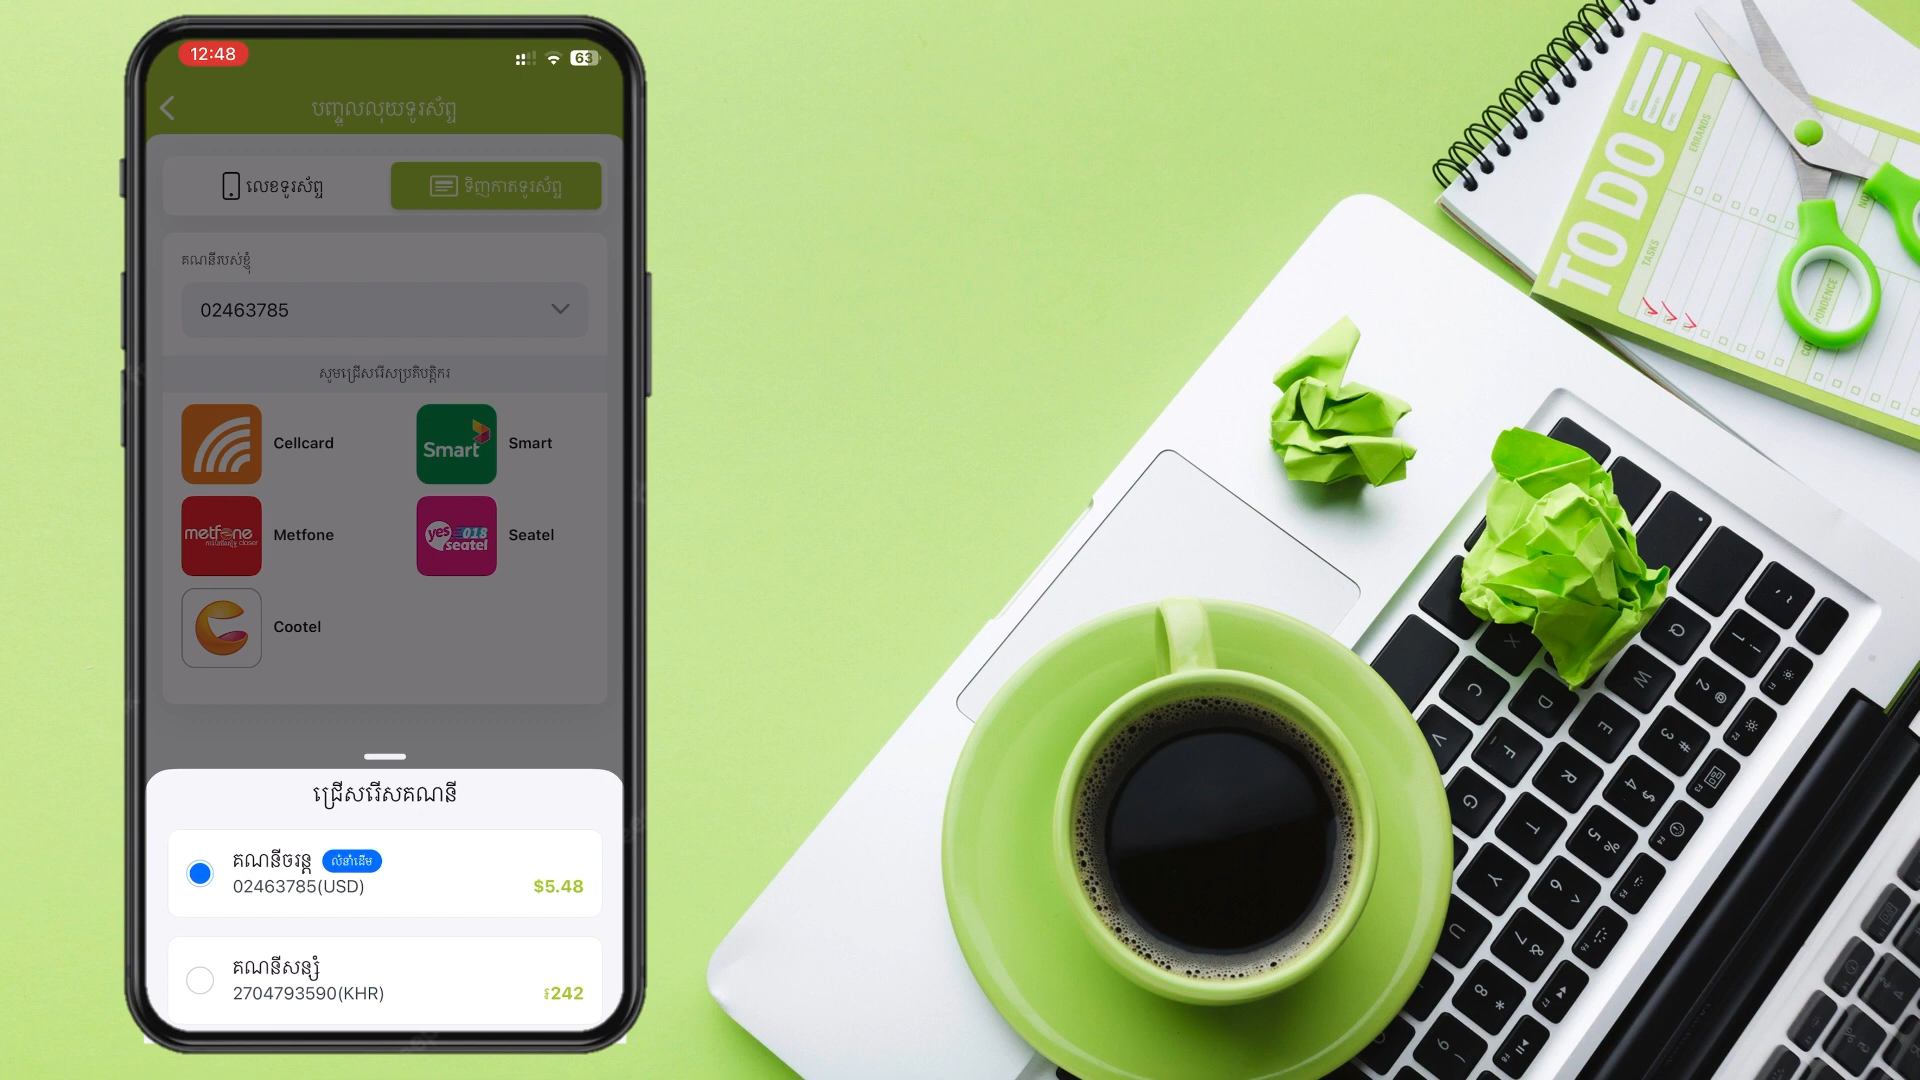 12:48
63
បញ្ចូលលុយទូរស័ព្ទ
លេខទូរស័ព្ទ
ទិញកាតទូរស័ព្ទ
គណនីរបស់ខ្ញុំ
02463785
សូមជ្រើសរើសប្រតិបត្តិករ
Cellcard
Smart
Smart
metfone
Metfone
yes 018
seatel
Seatel
Cootel
ជ្រើសរើសគណនី
គណនីចរន្ត លំនាំដើម
02463785(USD)
$5.48
គណនីសន្សំ
2704793590(KHR)
៛242
TO DO
ERRANDS
TASKS